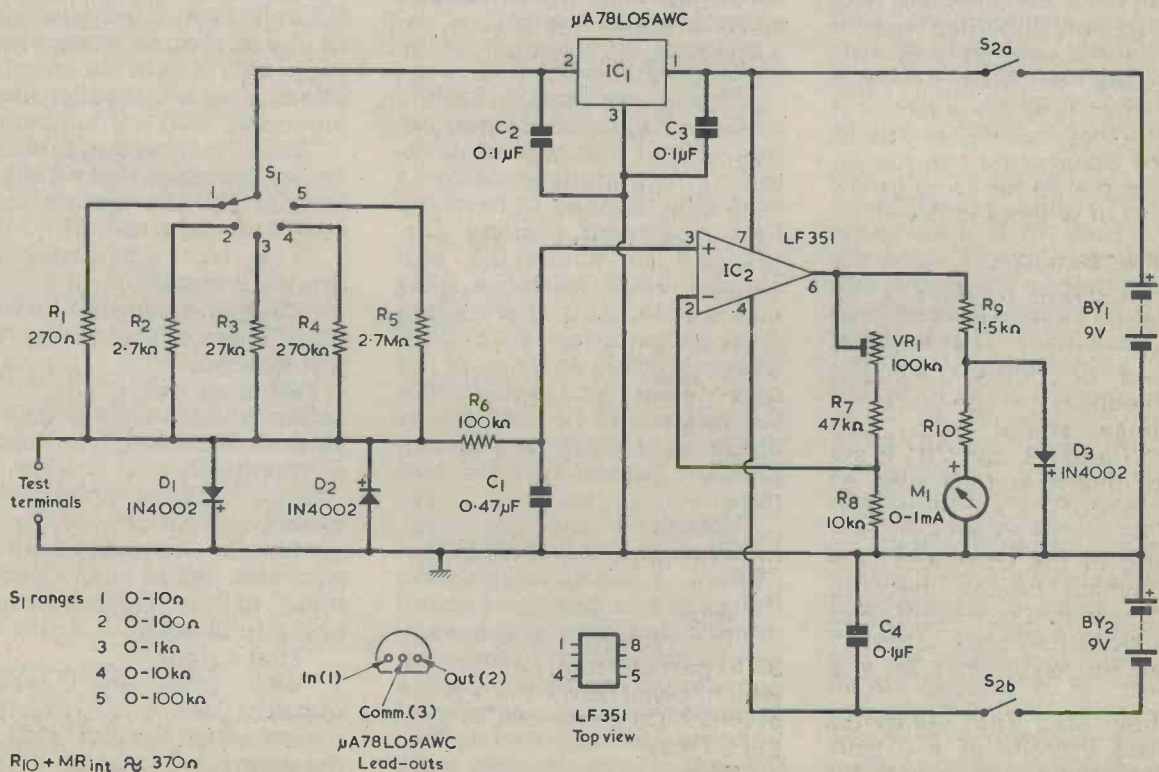 µA78L05AWC
2
IC1
1
3
S2a
C2
0·1µF
C3
0·1µF
S1
1
2
3
4
5
R1
270Ω
R2
2.7kΩ
R3
27kΩ
R4
270kΩ
R5
2.7MΩ
R6
100kΩ
C1
0.47µF
3
+
2
–
IC2
7
4
LF351
6
R9
1.5kΩ
VR1
100kΩ
R7
47kΩ
R8
10kΩ
R10
+
M1
0-1mA
D3
1N4002
+
+
BY1
9V
Test
terminals
D1
1N4002
+
D2
1N4002
+
C4
0·1µF
+
BY2
9V
S2b
S1 ranges 1 0-10Ω
2 0-100Ω
3 0-1kΩ
4 0-10kΩ
5 0-100kΩ
R10 + MRint ≈ 370Ω
In (1)
Out (2)
Comm.(3)
µA78L05AWC
Lead-outs
1
8
4
5
LF351
Top view